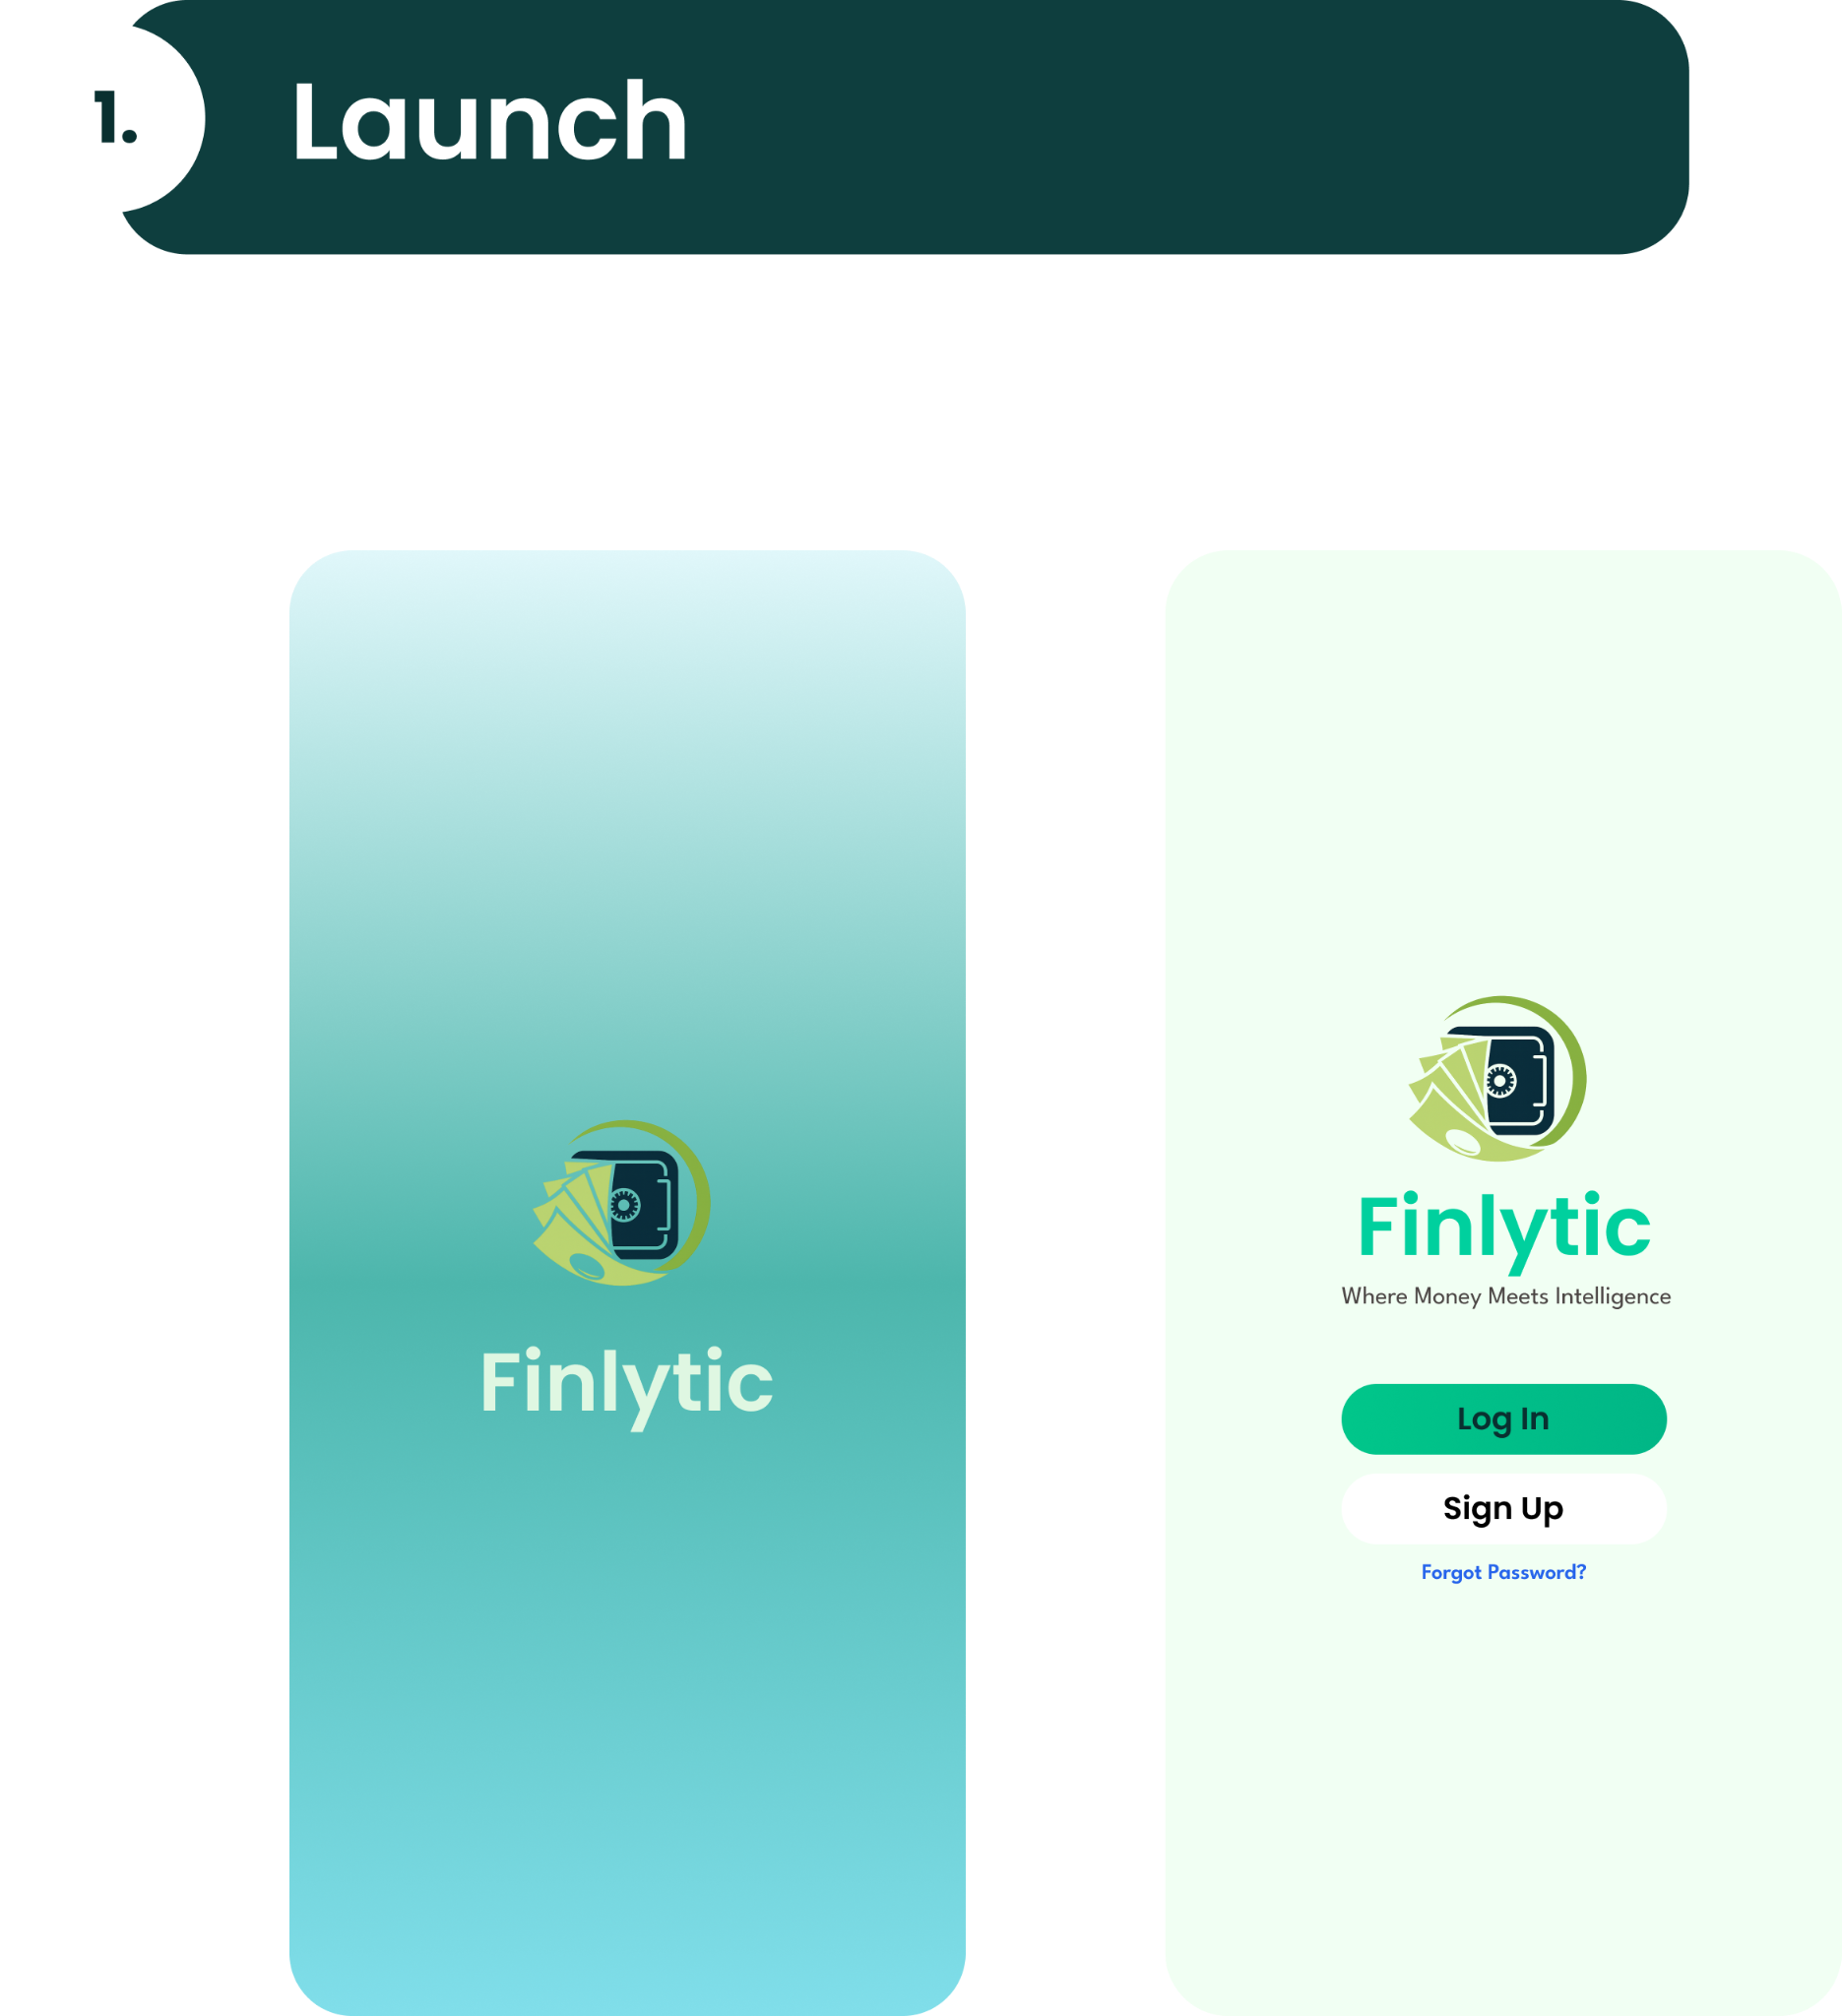 1.
Launch
Finlytic
Finlytic
Where Money Meets Intelligence
Log In
Sign Up
Forgot Password?